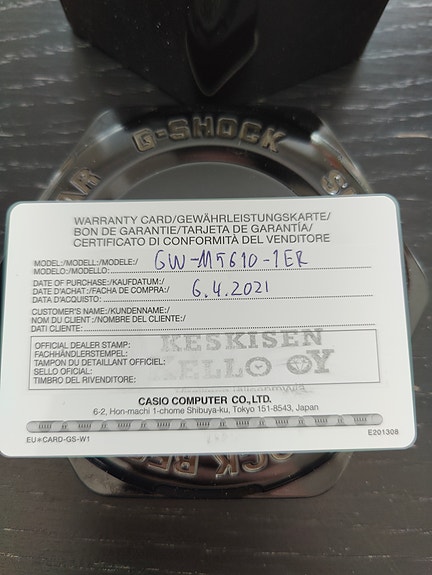 G-SHOCK
WARRANTY CARD/GEWÄHRLEISTUNGSKARTE/
BON DE GARANTIE/TARJETA DE GARANTÍA/
CERTIFICATO DI CONFORMITÀ DEL VENDITORE
MODEL:/MODELL:/MODELE:/
MODELO:/MODELLO: GW-M5610-1ER
DATE OF PURCHASE:/KAUFDATUM:/
DATE D'ACHAT:/FACHA DE COMPRA:/ 6.4.2021
DATA D'ACQUISTO:
CUSTOMER'S NAME:/KUNDENNAME:/
NOM DU CLIENT:/NOMBRE DEL CLIENTE:/
DATI CLIENTE:
OFFICIAL DEALER STAMP:
FACHHÄNDLERSTEMPEL:
TAMPON DU DETAILLANT OFFICIEL:
SELLO OFICIAL:
TIMBRO DEL RIVENDITORE:
KESKISEN
KELLO OY
CASIO COMPUTER CO.,LTD.
6-2, Hon-machi 1-chome Shibuya-ku, Tokyo 151-8543, Japan
EU*CARD-GS-W1
E201308